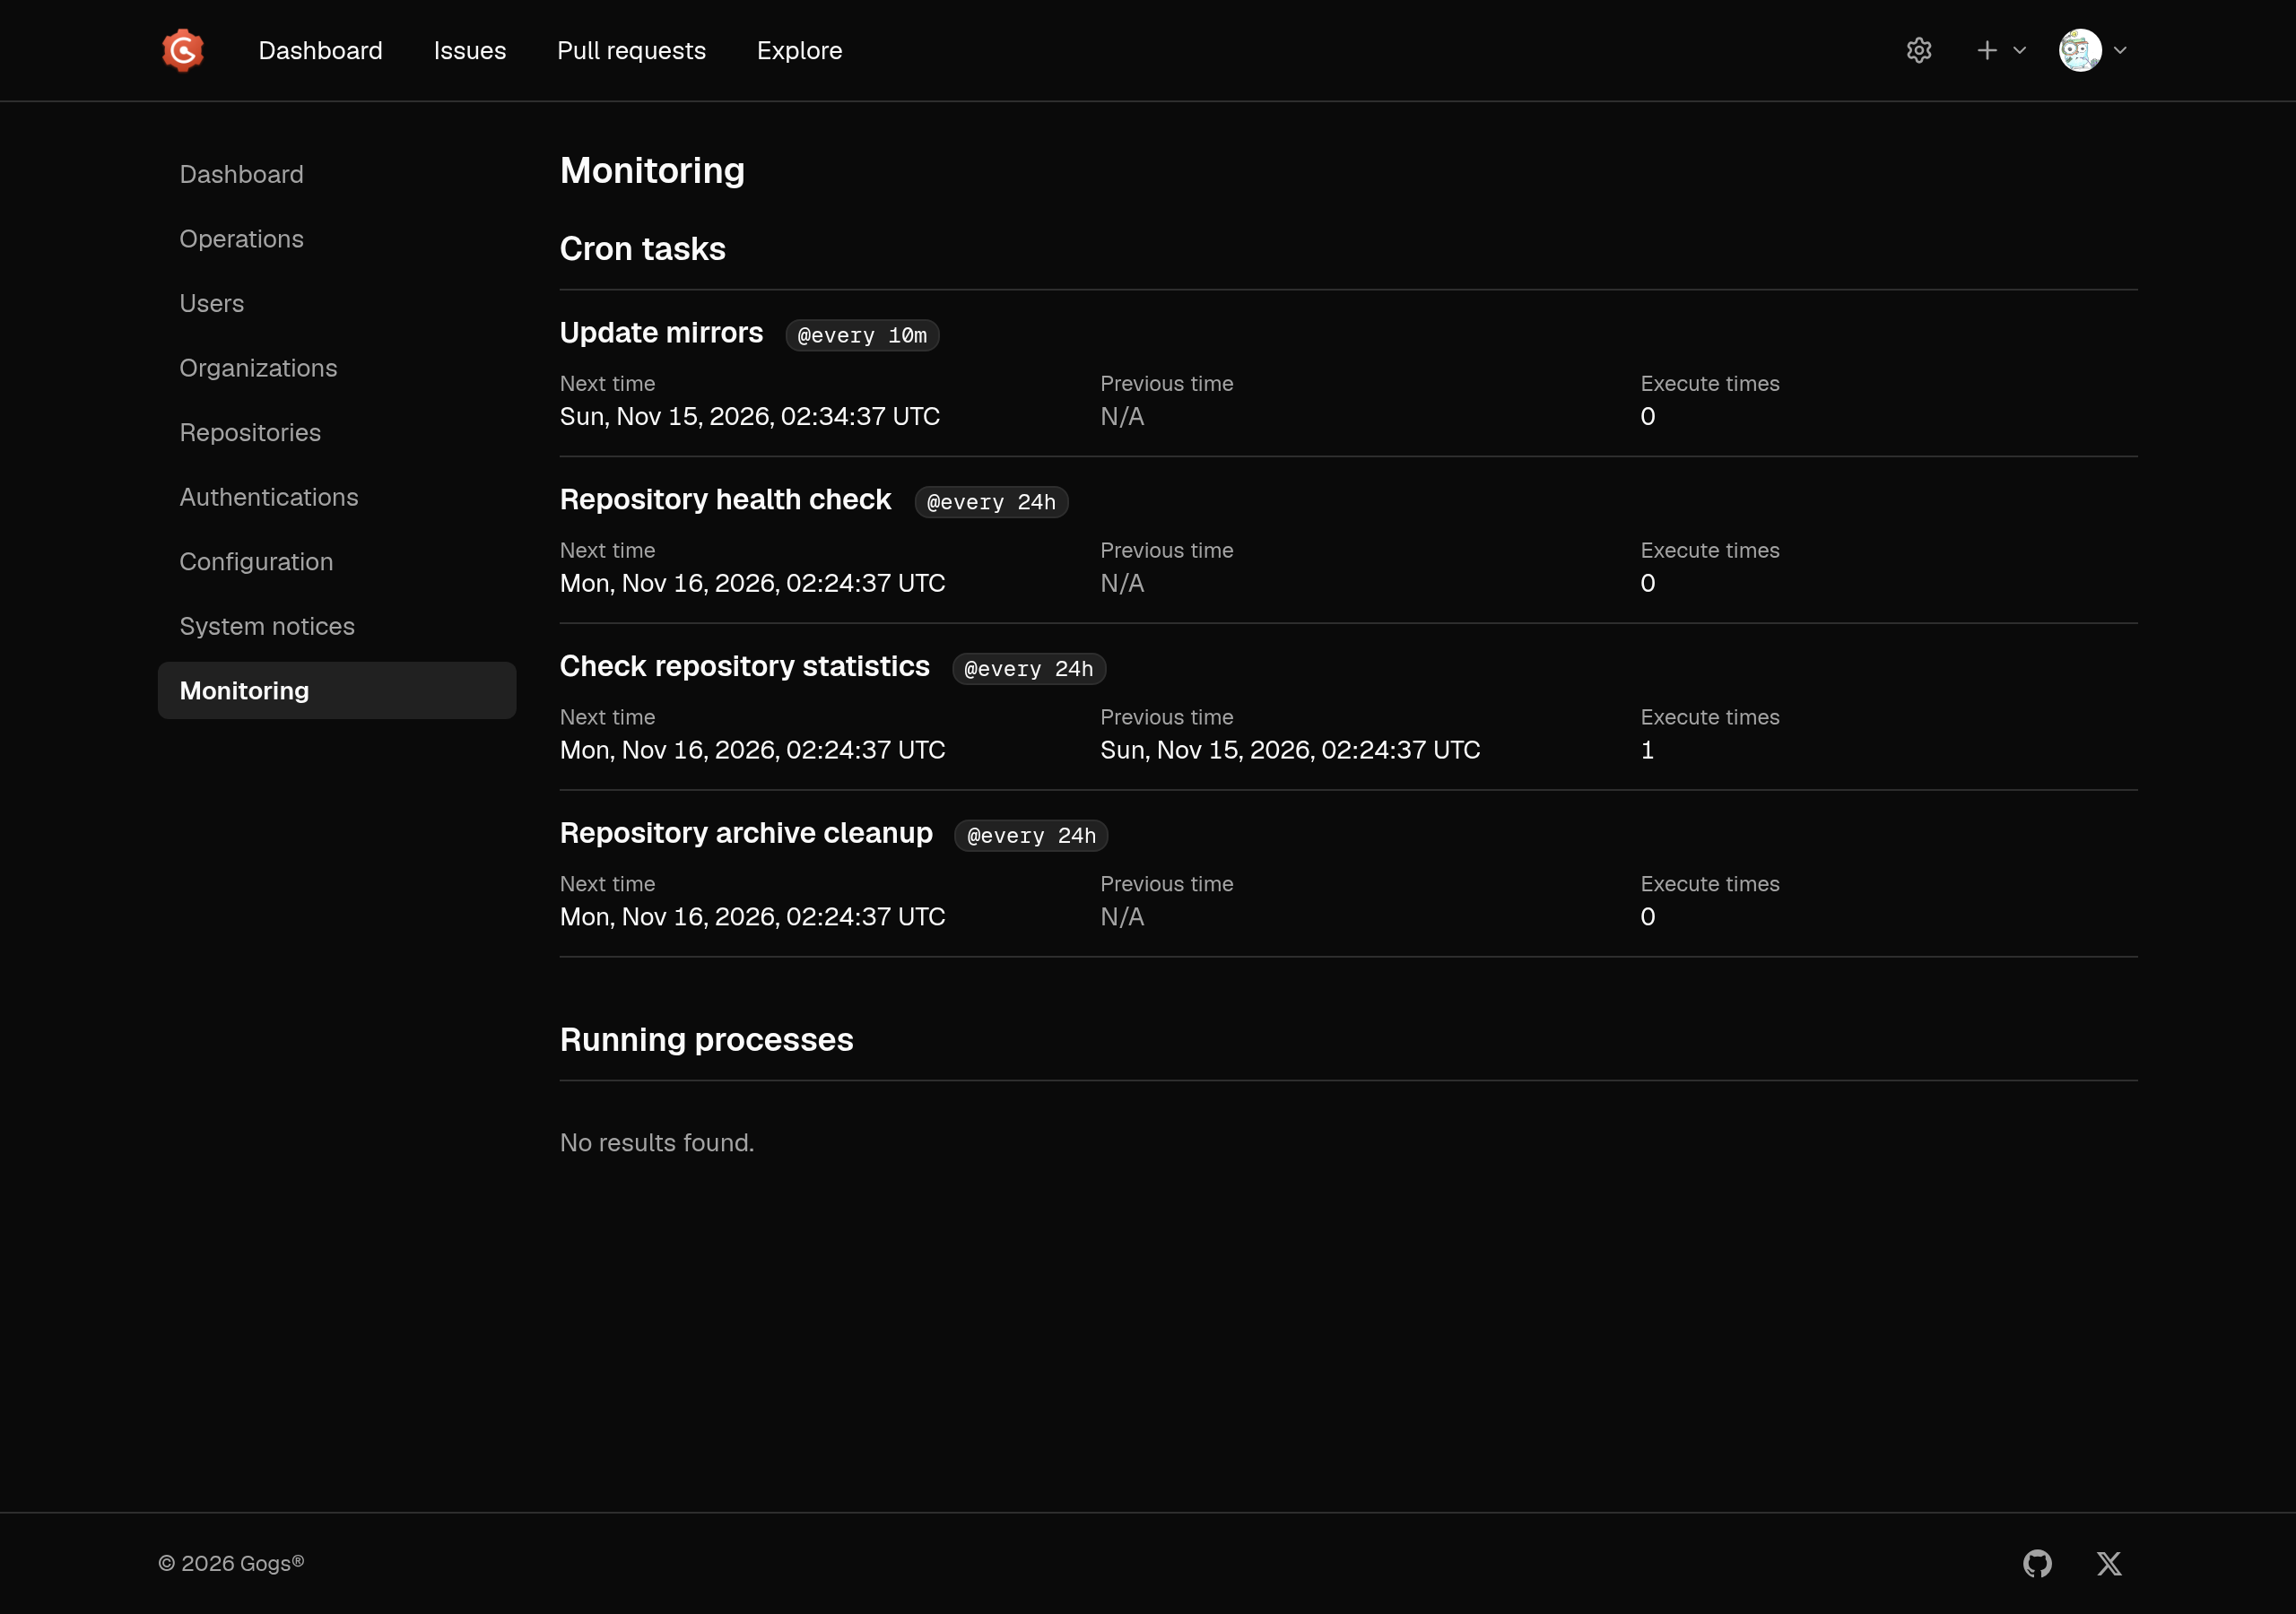 Dashboard Issues Pull requests Explore
Dashboard
Operations
Users
Organizations
Repositories
Authentications
Configuration
System notices
Monitoring
Monitoring
Cron tasks
Update mirrors @every 10m
Next time Previous time Execute times
Sun, Nov 15, 2026, 02:34:37 UTC N/A 0
Repository health check @every 24h
Next time Previous time Execute times
Mon, Nov 16, 2026, 02:24:37 UTC N/A 0
Check repository statistics @every 24h
Next time Previous time Execute times
Mon, Nov 16, 2026, 02:24:37 UTC Sun, Nov 15, 2026, 02:24:37 UTC 1
Repository archive cleanup @every 24h
Next time Previous time Execute times
Mon, Nov 16, 2026, 02:24:37 UTC N/A 0
Running processes
No results found.
© 2026 Gogs®